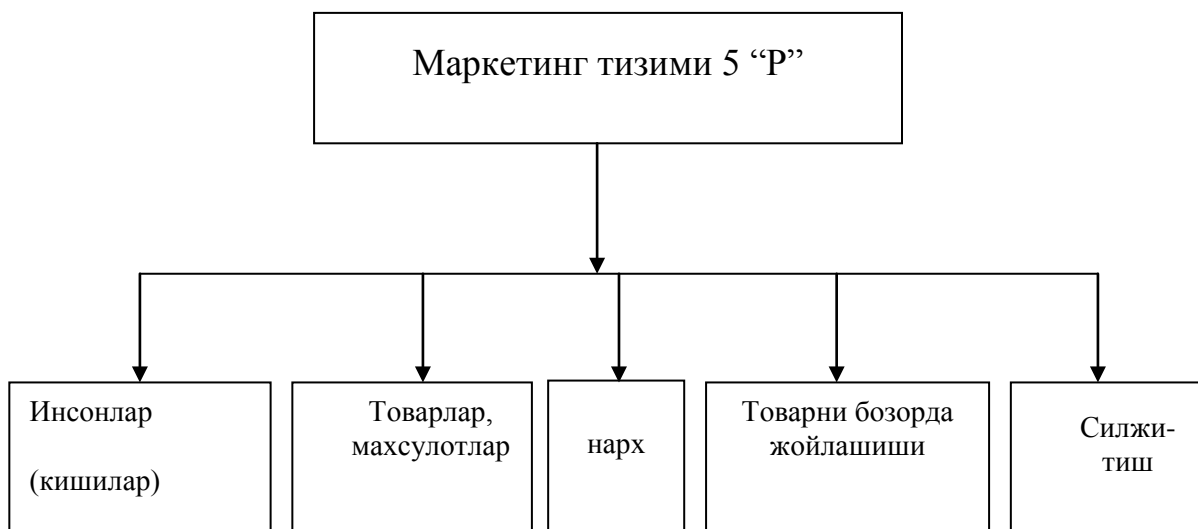 Маркетинг тизими 5 “Р”
Инсонлар
(кишилар)
Товарлар,
махсулотлар
нарх
Товарни бозорда
жойлашиши
Силжи-
тиш